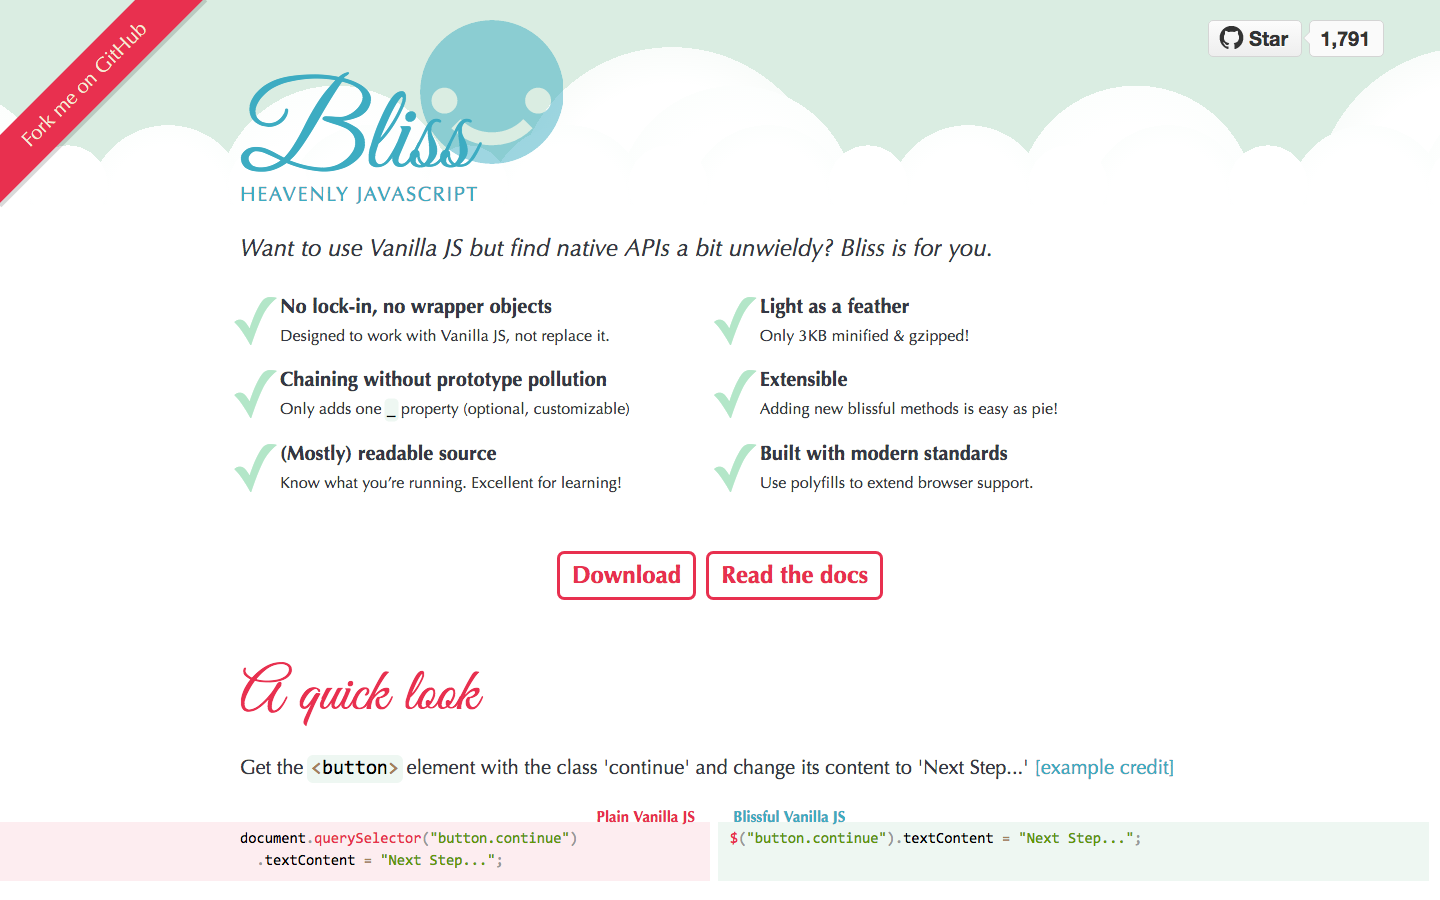 Fork me on GitHub
Star
1,791
Bliss
HEAVENLY JAVASCRIPT
Want to use Vanilla JS but find native APIs a bit unwieldy? Bliss is for you.
No lock-in, no wrapper objects
Designed to work with Vanilla JS, not replace it.
Light as a feather
Only 3KB minified & gzipped!
Chaining without prototype pollution
Only adds one _ property (optional, customizable)
Extensible
Adding new blissful methods is easy as pie!
(Mostly) readable source
Know what you’re running. Excellent for learning!
Built with modern standards
Use polyfills to extend browser support.
Download
Read the docs
A quick look
Get the <button> element with the class 'continue' and change its content to 'Next Step...' [example credit]
Plain Vanilla JS
document.querySelector("button.continue")
.textContent = "Next Step...";
Blissful Vanilla JS
$("button.continue").textContent = "Next Step...";